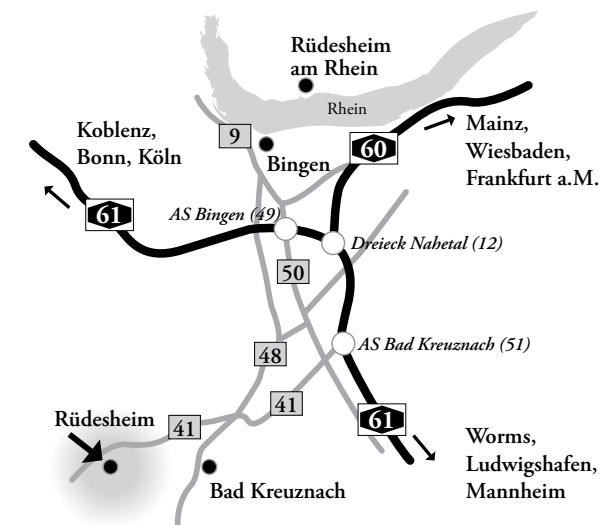 Rüdesheim
am Rhein
Rhein
9
Koblenz,
Bonn, Köln
Bingen
60
Mainz,
Wiesbaden,
Frankfurt a.M.
61
AS Bingen (49)
Dreieck Nahetal (12)
50
48
AS Bad Kreuznach (51)
41
61
Rüdesheim
41
Worms,
Ludwigshafen,
Mannheim
Bad Kreuznach